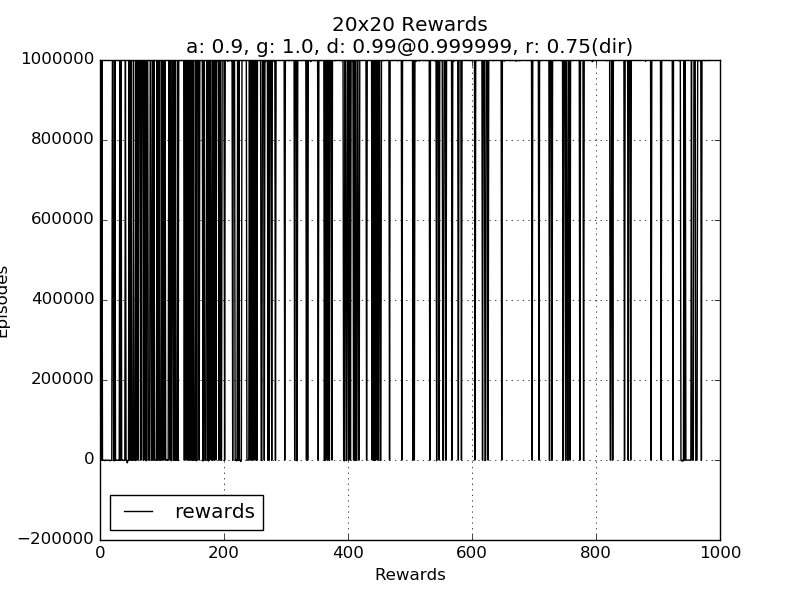 20x20 Rewards
a: 0.9, g: 1.0, d: 0.99@0.999999, r: 0.75(dir)
1000000
800000
600000
400000
200000
0
−200000
Episodes
rewards
0 200 400 600 800 1000
Rewards